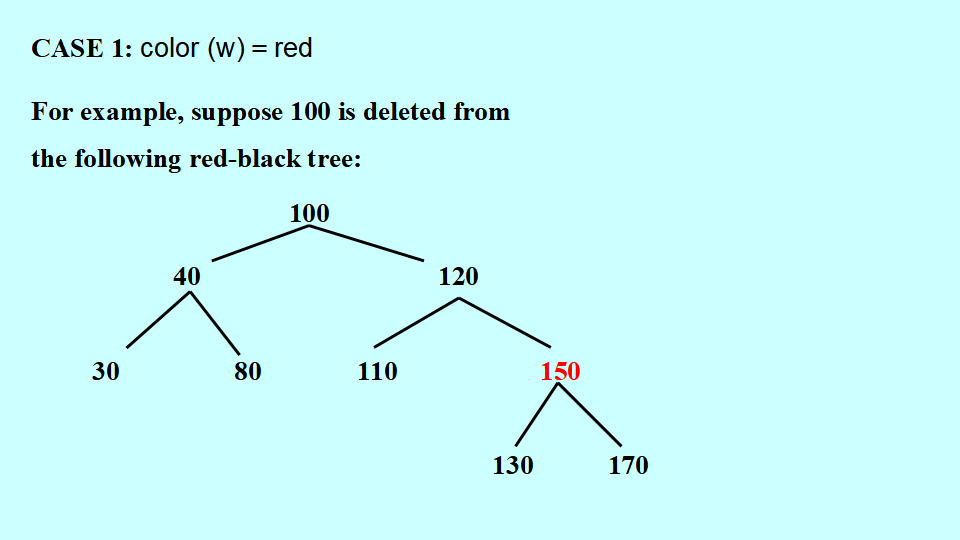 CASE 1: color (w) = red
For example, suppose 100 is deleted from
the following red-black tree:
100
40 120
30 80 110 150
130 170